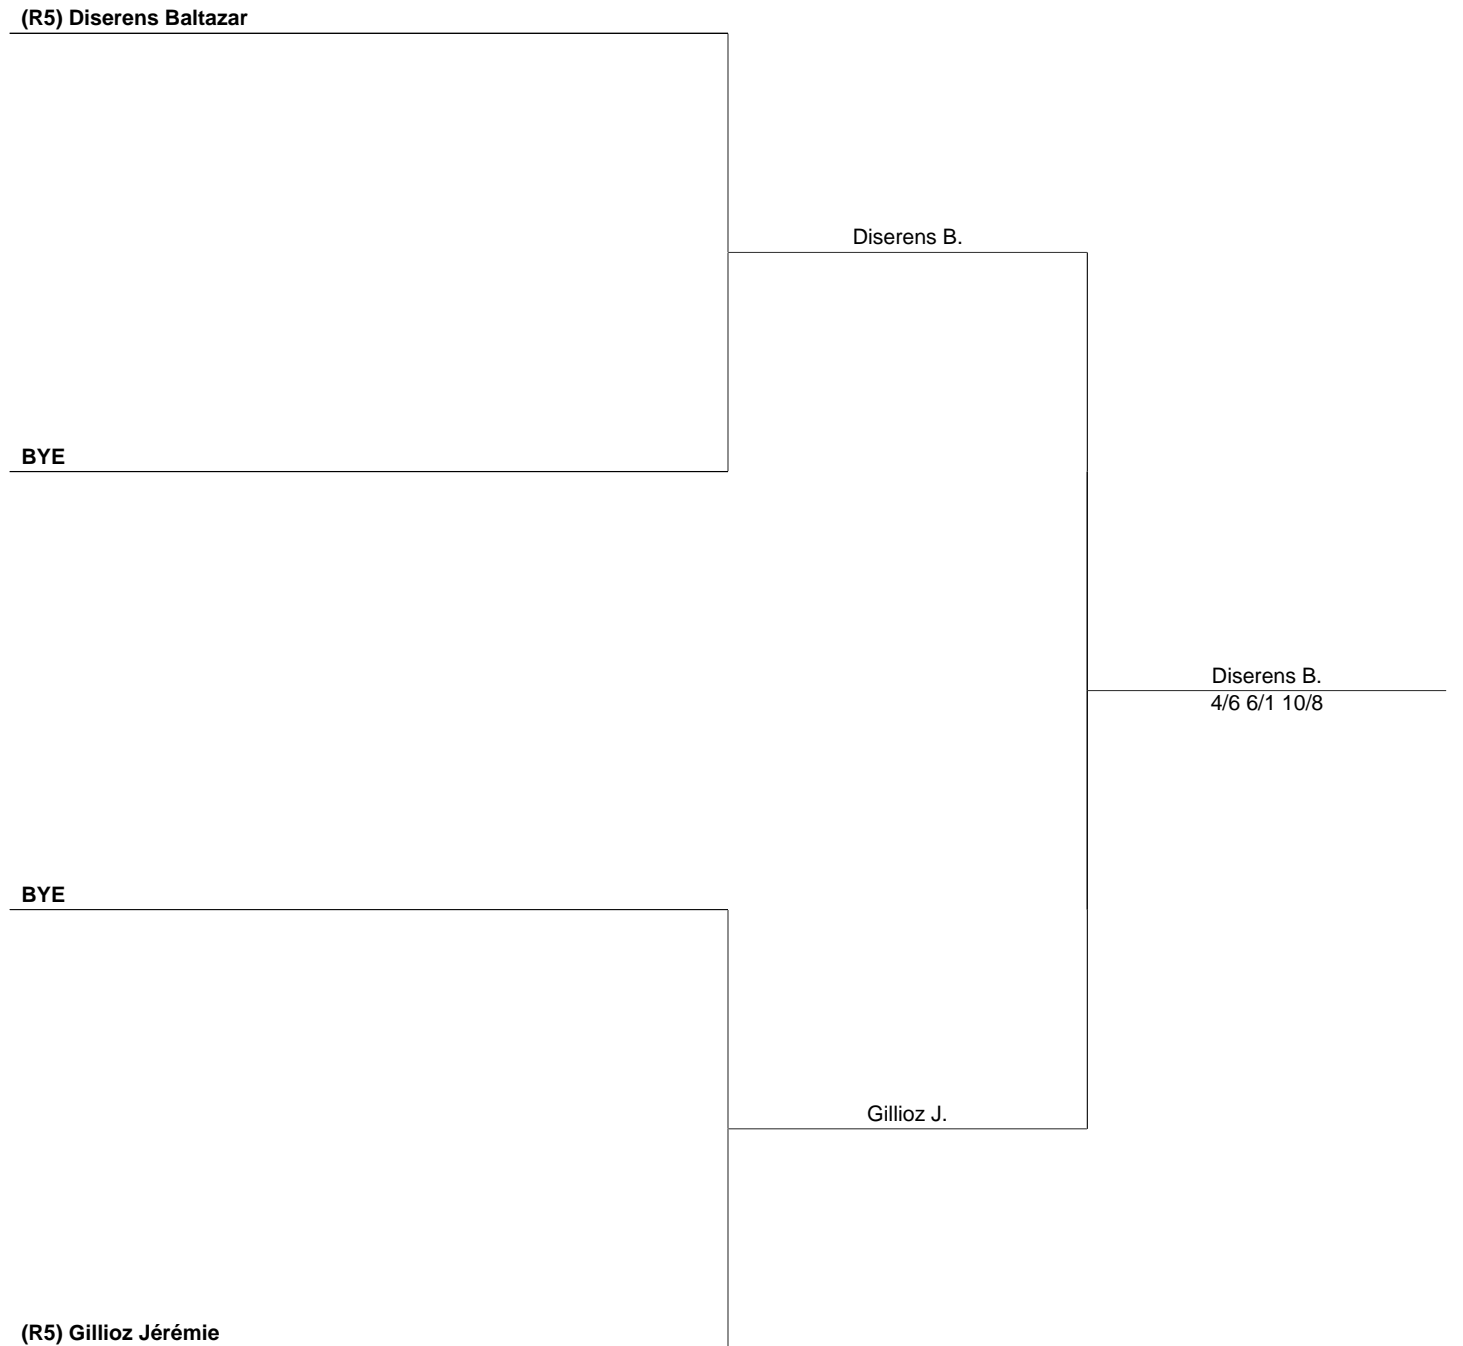 (R5) Diserens Baltazar
Diserens B.
BYE
Diserens B.
4/6 6/1 10/8
BYE
Gillioz J.
(R5) Gillioz Jérémie